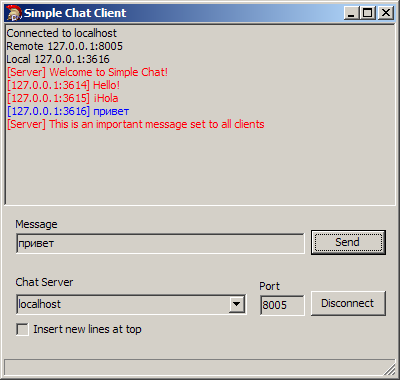 Simple Chat Client
Connected to localhost
Remote 127.0.0.1:8005
Local 127.0.0.1:3616
[Server] Welcome to Simple Chat!
[127.0.0.1:3614] Hello!
[127.0.0.1:3615] ¡Hola
[127.0.0.1:3616] привет
[Server] This is an important message set to all clients
Message
привет
Send
Chat Server
Port
localhost
8005
Disconnect
Insert new lines at top